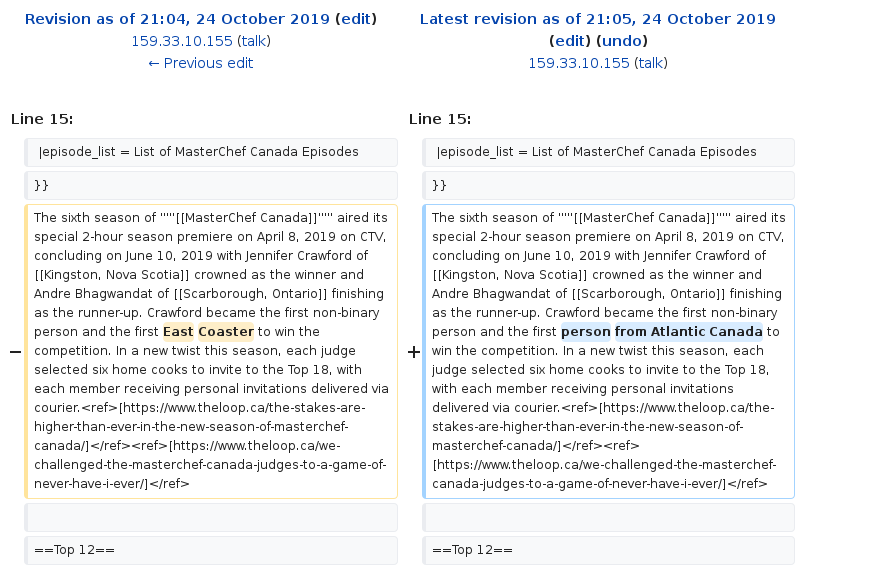 Revision as of 21:04, 24 October 2019 (edit)
159.33.10.155 (talk)
← Previous edit
Latest revision as of 21:05, 24 October 2019
(edit) (undo)
159.33.10.155 (talk)
Line 15:
|episode_list = List of MasterChef Canada Episodes
}}
The sixth season of '''''[[MasterChef Canada]]''''' aired its
special 2-hour season premiere on April 8, 2019 on CTV,
concluding on June 10, 2019 with Jennifer Crawford of
[[Kingston, Nova Scotia]] crowned as the winner and
Andre Bhagwandat of [[Scarborough, Ontario]] finishing
as the runner-up. Crawford became the first non-binary
person and the first East Coaster to win the
− competition. In a new twist this season, each judge
selected six home cooks to invite to the Top 18, with
each member receiving personal invitations delivered via
courier.<ref>[https://www.theloop.ca/the-stakes-are-
higher-than-ever-in-the-new-season-of-masterchef-
canada/]</ref><ref>[https://www.theloop.ca/we-
challenged-the-masterchef-canada-judges-to-a-game-of-
never-have-i-ever/]</ref>
==Top 12==
Line 15:
|episode_list = List of MasterChef Canada Episodes
}}
The sixth season of '''''[[MasterChef Canada]]''''' aired its
special 2-hour season premiere on April 8, 2019 on CTV,
concluding on June 10, 2019 with Jennifer Crawford of
[[Kingston, Nova Scotia]] crowned as the winner and
Andre Bhagwandat of [[Scarborough, Ontario]] finishing
as the runner-up. Crawford became the first non-binary
person and the first person from Atlantic Canada to
+ win the competition. In a new twist this season, each
judge selected six home cooks to invite to the Top 18,
with each member receiving personal invitations
delivered via courier.<ref>[https://www.theloop.ca/the-
stakes-are-higher-than-ever-in-the-new-season-of-
masterchef-canada/]</ref><ref>
[https://www.theloop.ca/we-challenged-the-masterchef-
canada-judges-to-a-game-of-never-have-i-ever/]</ref>
==Top 12==